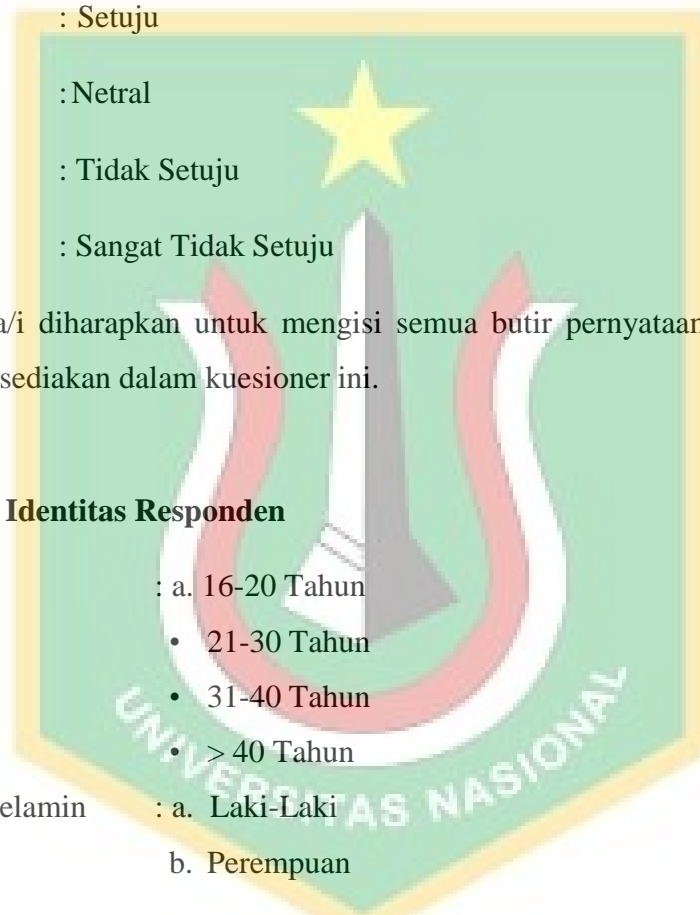 : Setuju
: Netral
: Tidak Setuju
: Sangat Tidak Setuju
a/i diharapkan untuk mengisi semua butir pernyataan
sediakan dalam kuesioner ini.
Identitas Responden
: a. 16-20 Tahun
• 21-30 Tahun
• 31-40 Tahun
• > 40 Tahun
elamin : a. Laki-Laki
b. Perempuan
UNIVERSITAS NASIONAL